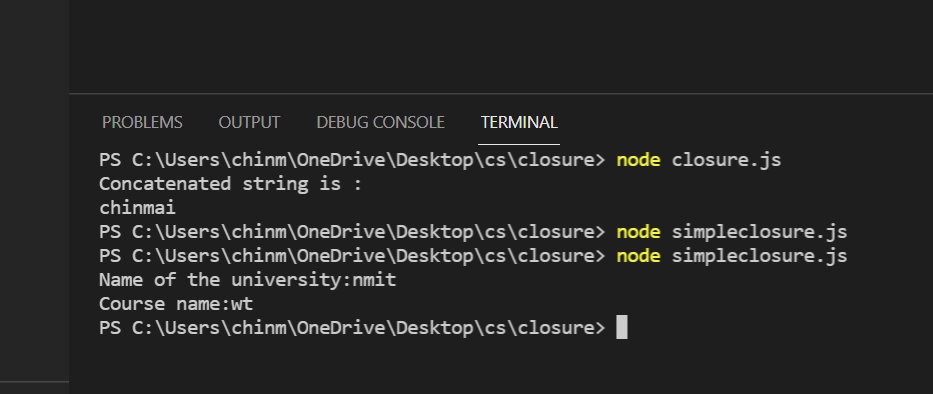 PROBLEMS OUTPUT DEBUG CONSOLE TERMINAL
PS C:\Users\chinm\OneDrive\Desktop\cs\closure> node closure.js
Concatenated string is :
chinmai
PS C:\Users\chinm\OneDrive\Desktop\cs\closure> node simpleclosure.js
PS C:\Users\chinm\OneDrive\Desktop\cs\closure> node simpleclosure.js
Name of the university:nmit
Course name:wt
PS C:\Users\chinm\OneDrive\Desktop\cs\closure>